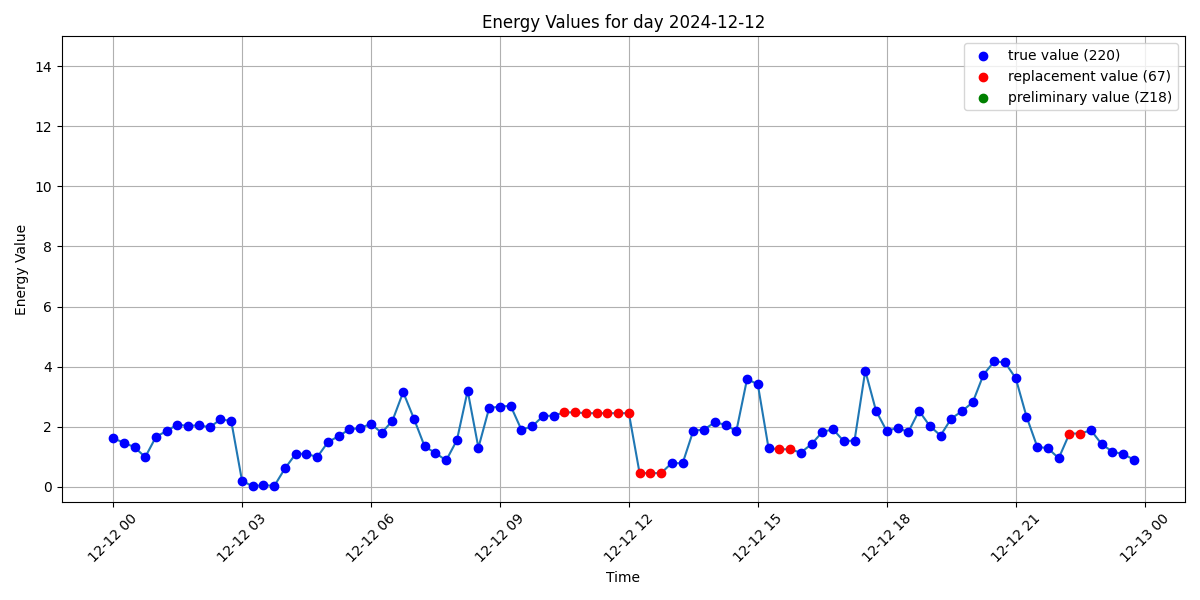 Energy Values for day 2024-12-12
true value (220)
replacement value (67)
preliminary value (Z18)
Energy Value
14
12
10
8
6
4
2
0
12-12 00
12-12 03
12-12 06
12-12 09
12-12 12
12-12 15
12-12 18
12-12 21
12-13 00
Time